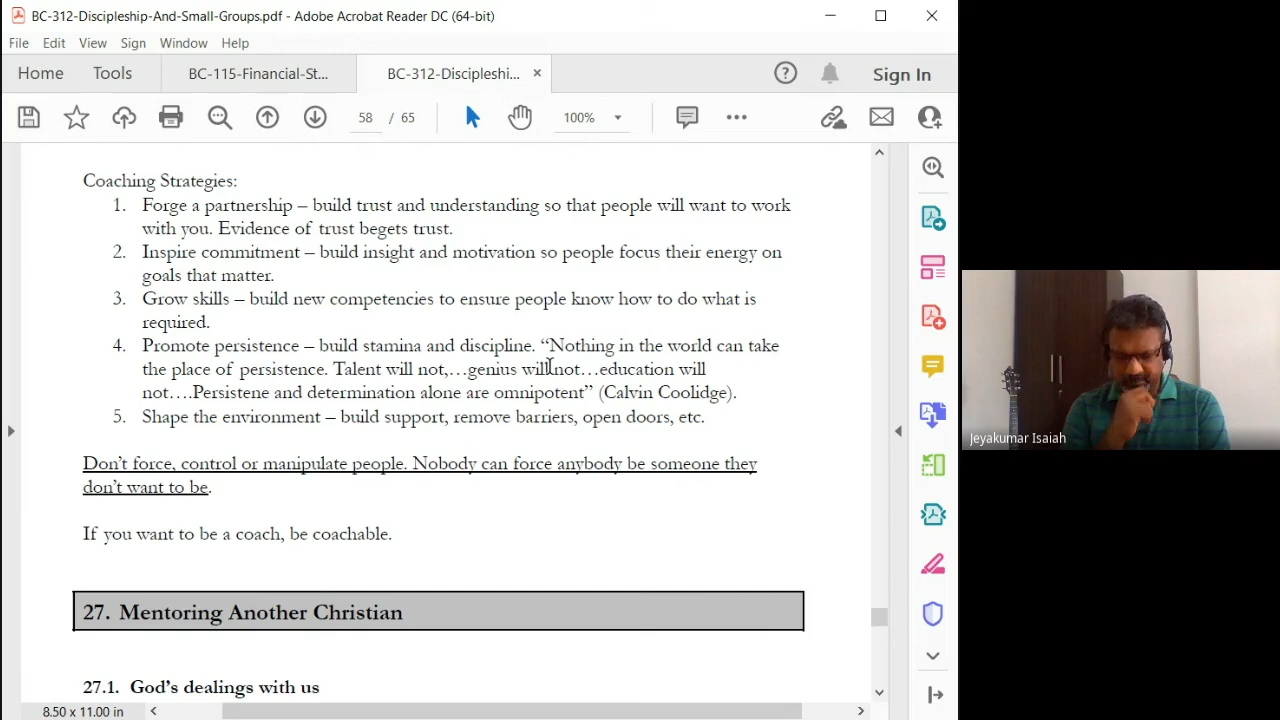 BC-312-Discipleship-And-Small-Groups.pdf - Adobe Acrobat Reader DC (64-bit)
File Edit View Sign Window Help
Home Tools BC-115-Financial-St... BC-312-Discipleshi... Sign In
58 / 65 100%
Coaching Strategies:
1. Forge a partnership – build trust and understanding so that people will want to work
with you. Evidence of trust begets trust.
2. Inspire commitment – build insight and motivation so people focus their energy on
goals that matter.
3. Grow skills – build new competencies to ensure people know how to do what is
required.
4. Promote persistence – build stamina and discipline. “Nothing in the world can take
the place of persistence. Talent will not,…genius will not…education will
not….Persistene and determination alone are omnipotent” (Calvin Coolidge).
5. Shape the environment – build support, remove barriers, open doors, etc.
Don’t force, control or manipulate people. Nobody can force anybody be someone they
don’t want to be.
If you want to be a coach, be coachable.
27. Mentoring Another Christian
27.1. God’s dealings with us
8.50 x 11.00 in
Jeyakumar Isaiah